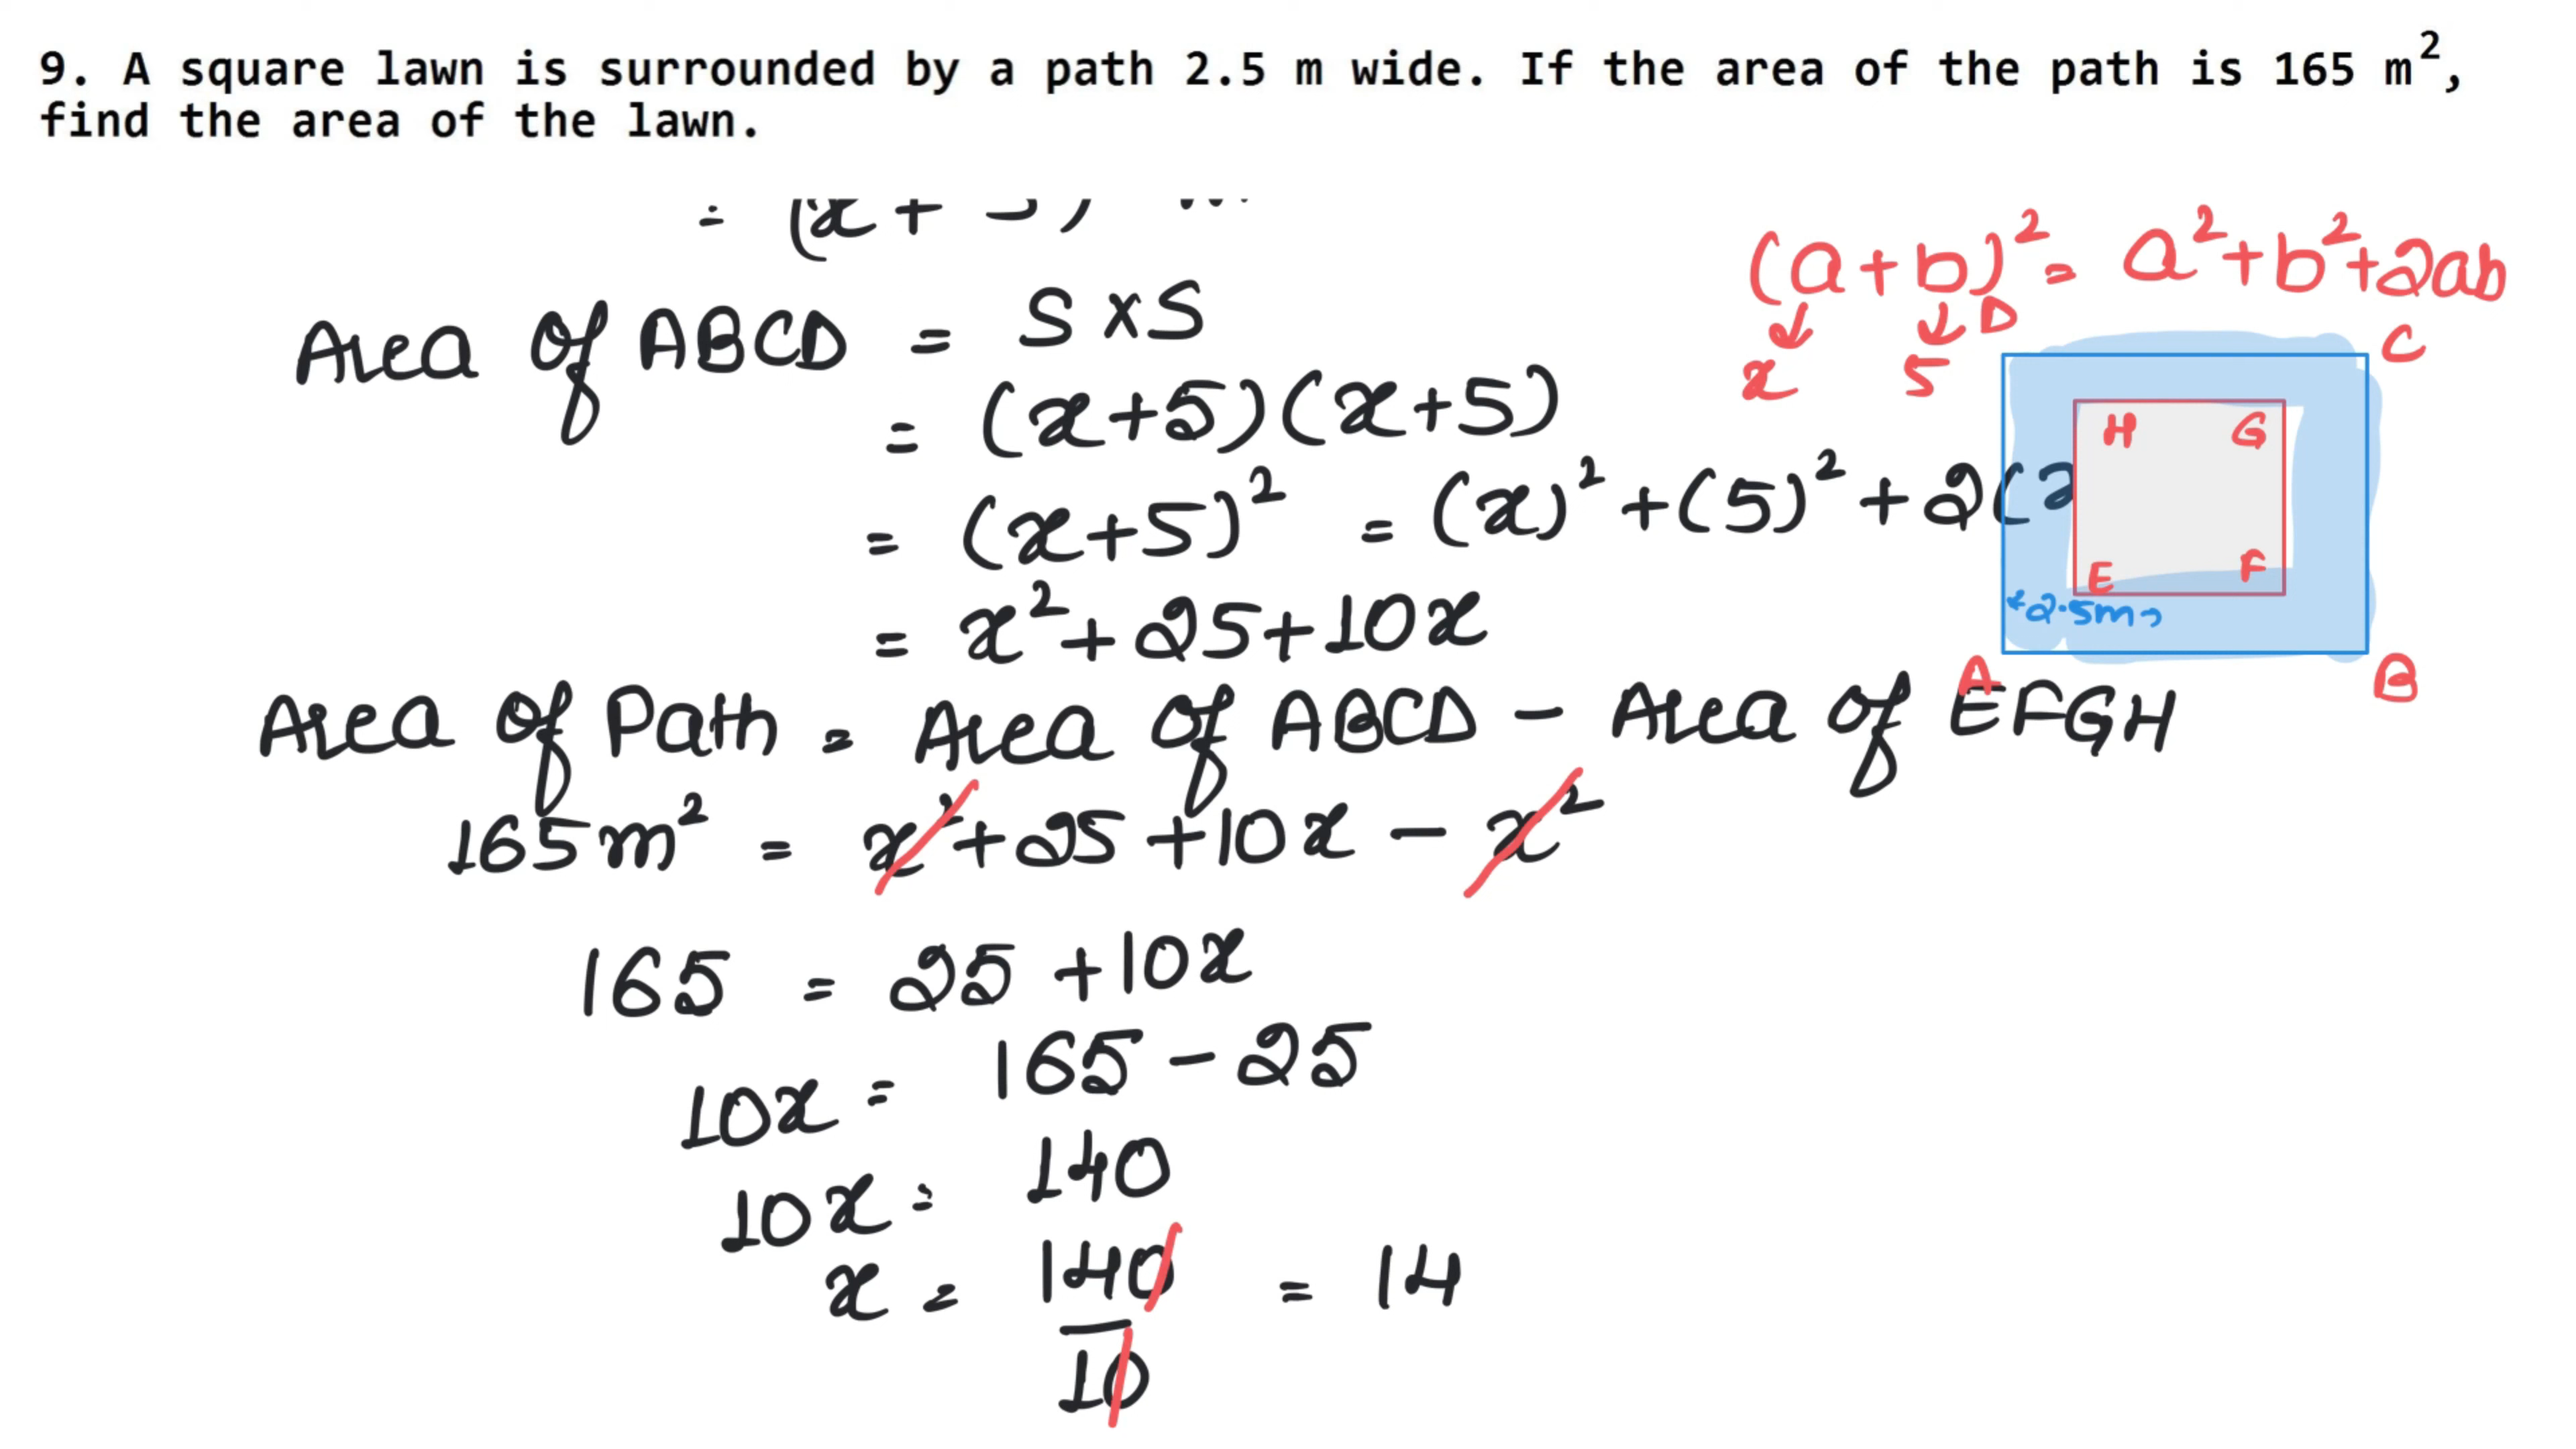 9. A square lawn is surrounded by a path 2.5 m wide. If the area of the path is 165 m²,
find the area of the lawn.
(a+b)² = a²+b²+2ab
x 5
Area of ABCD = S×S
= (x+5)(x+5)
= (x+5)² = (x)²+(5)²+2(
= x²+25+10x
D C
H G
E F
2.5m
A B
Area of Path = Area of ABCD - Area of EFGH
165m² = x²+25+10x - x²
165 = 25+10x
10x = 165-25
10x = 140
x = 140/10 = 14